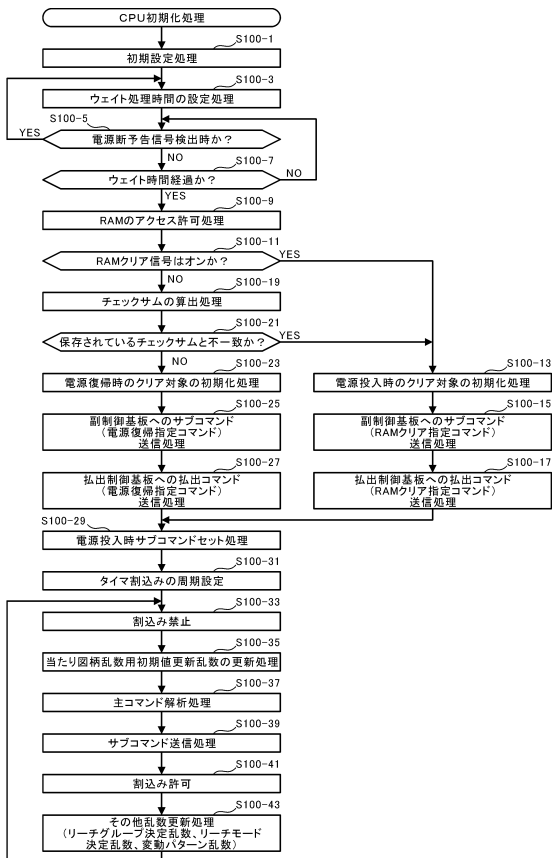 CPU初期化処理
S100-1
初期設定処理
S100-3
ウェイト処理時間の設定処理
S100-5
YES
電源断予告信号検出時か？
NO
S100-7
ウェイト時間経過か？
NO
YES
S100-9
RAMのアクセス許可処理
S100-11
RAMクリア信号はオンか？
YES
NO
S100-19
チェックサムの算出処理
S100-21
保存されているチェックサムと不一致か？
YES
NO
S100-23
電源復帰時のクリア対象の初期化処理
S100-13
電源投入時のクリア対象の初期化処理
S100-25
副制御基板へのサブコマンド
（電源復帰指定コマンド）
送信処理
S100-15
副制御基板へのサブコマンド
（RAMクリア指定コマンド）
送信処理
S100-27
払出制御基板への払出コマンド
（電源復帰指定コマンド）
送信処理
S100-17
払出制御基板への払出コマンド
（RAMクリア指定コマンド）
送信処理
S100-29
電源投入時サブコマンドセット処理
S100-31
タイマ割込みの周期設定
S100-33
割込み禁止
S100-35
当たり図柄乱数用初期値更新乱数の更新処理
S100-37
主コマンド解析処理
S100-39
サブコマンド送信処理
S100-41
割込み許可
S100-43
その他乱数更新処理
（リーチグループ決定乱数、リーチモード
決定乱数、変動パターン乱数）